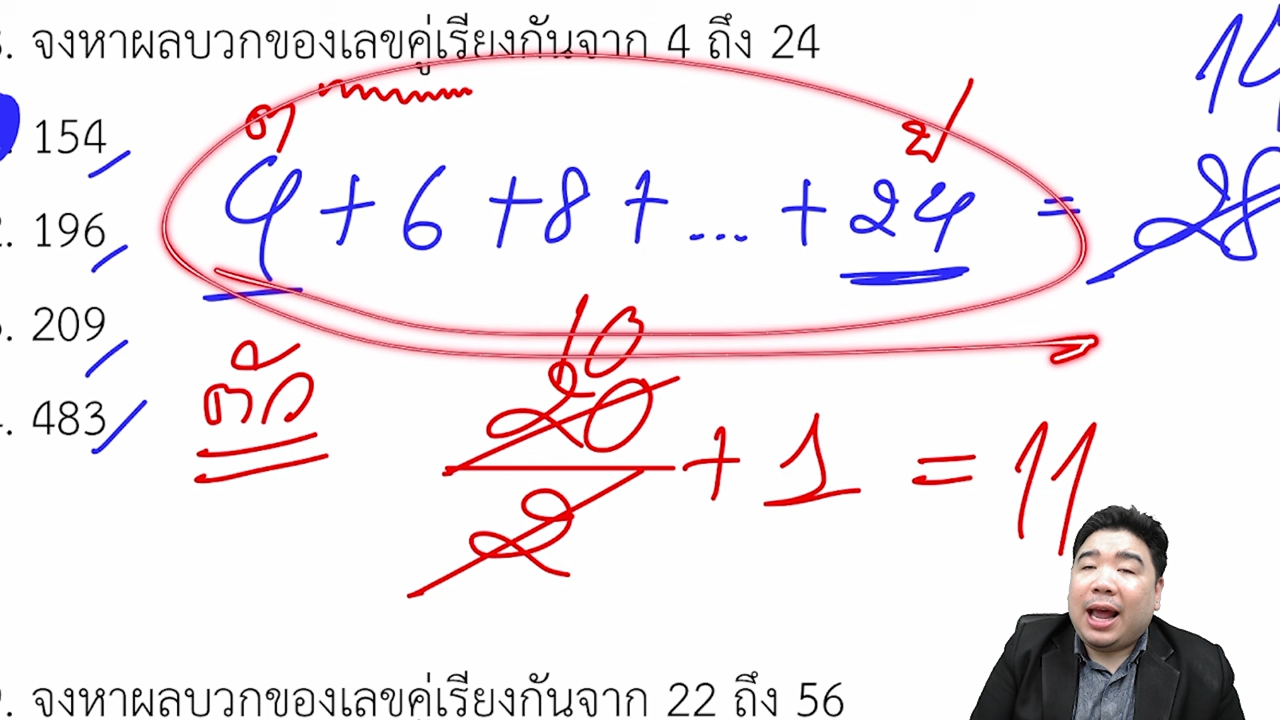 . จงหาผลบวกของเลขคู่เรียงกันจาก 4 ถึง 24
154
. 196
. 209
. 483
ต ป
4 + 6 + 8 + ... + 24 =
28
ตัว
10
20
2
+ 1 = 11
. จงหาผลบวกของเลขคู่เรียงกันจาก 22 ถึง 56